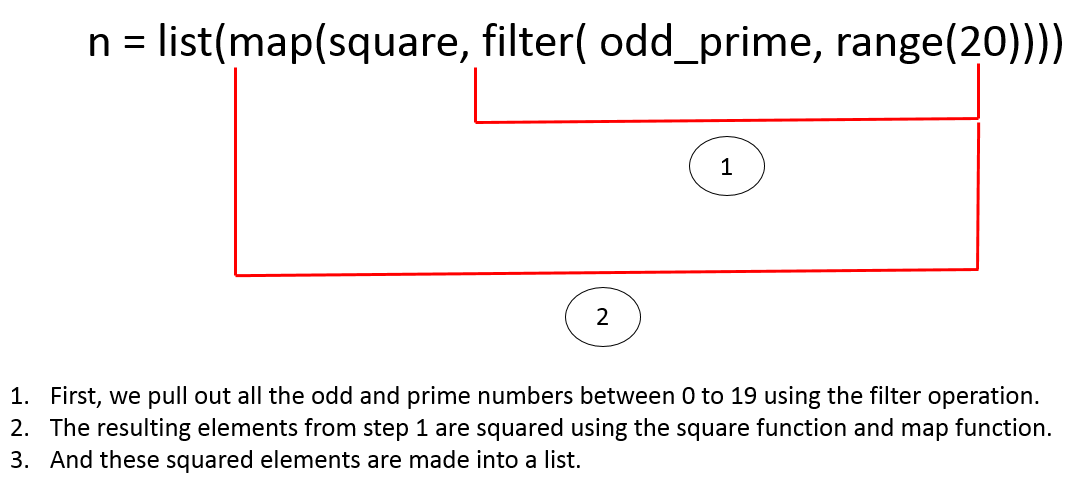 n = list(map(square, filter( odd_prime, range(20))))
1
2
1. First, we pull out all the odd and prime numbers between 0 to 19 using the filter operation.
2. The resulting elements from step 1 are squared using the square function and map function.
3. And these squared elements are made into a list.